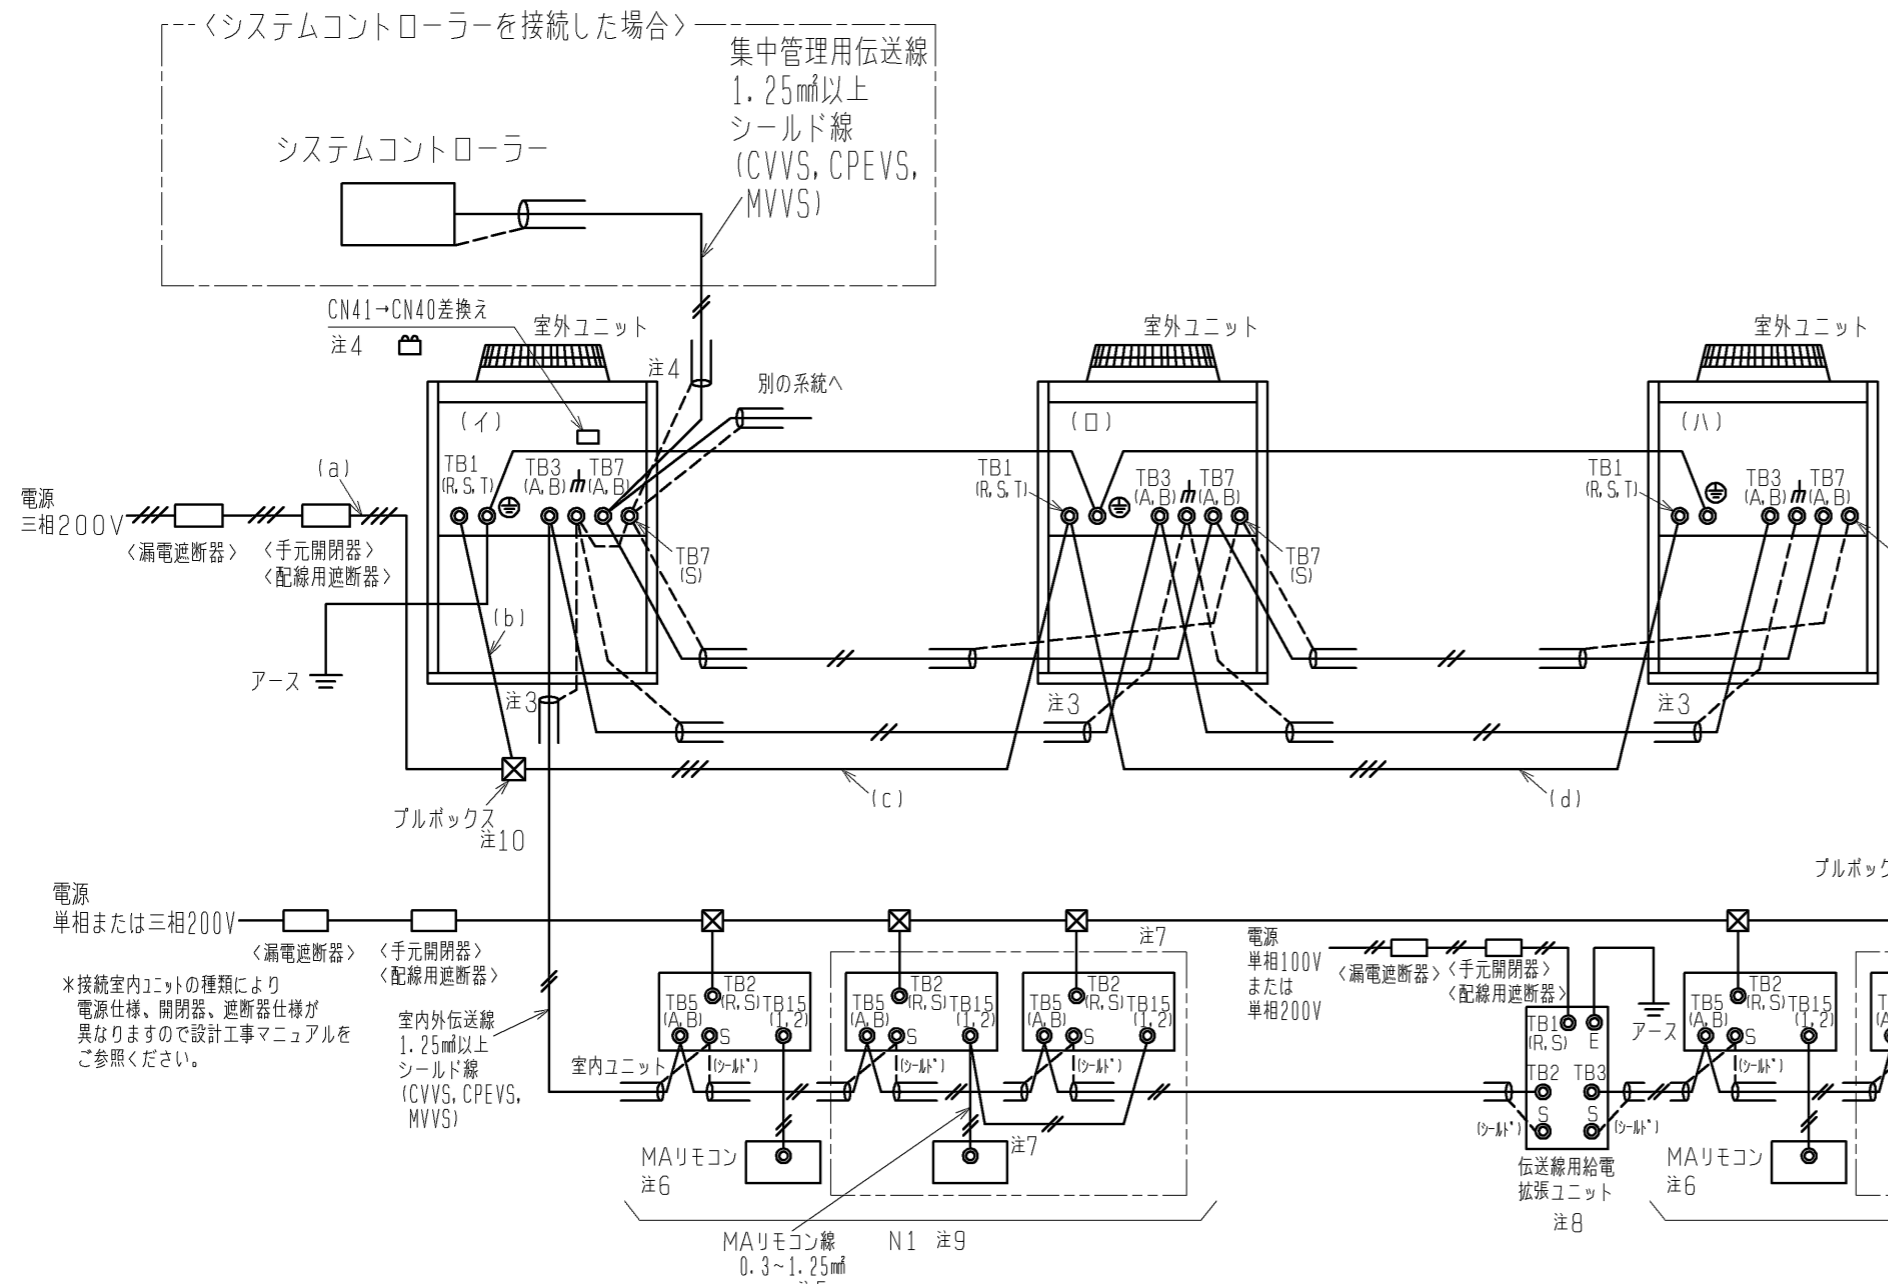 〈システムコントローラーを接続した場合〉
集中管理用伝送線
1.25㎟以上
シールド線
(CVVS,CPEVS,
MVVS)
システムコントローラー
CN41→CN40差換え
注4
室外ユニット
注4
別の系統へ
室外ユニット
室外ユニット
(イ)
TB1
(R,S,T)
TB3
(A,B)
TB7
(A,B)
TB7
(S)
(ロ)
TB1
(R,S,T)
TB3
(A,B)
TB7
(A,B)
TB7
(S)
(ハ)
TB1
(R,S,T)
TB3
(A,B)
TB7
(A,B)
電源
三相200V
〈漏電遮断器〉
〈手元開閉器〉
〈配線用遮断器〉
(a)
(b)
アース
注3
注3
注3
(c)
(d)
プルボックス
注10
プルボック
電源
単相または三相200V
〈漏電遮断器〉
〈手元開閉器〉
〈配線用遮断器〉
*接続室内ユニットの種類により
電源仕様、開閉器、遮断器仕様が
異なりますので設計工事マニュアルを
ご参照ください。
室内外伝送線
1.25㎟以上
シールド線
(CVVS,CPEVS,
MVVS)
室内ユニット
TB2
(R,S)
TB5
(A,B)
TB15
(1,2)
S
(シールド)
TB2
(R,S)
TB5
(A,B)
TB15
(1,2)
S
(シールド)
注7
TB2
(R,S)
TB5
(A,B)
TB15
(1,2)
S
(シールド)
MAリモコン
注6
注7
MAリモコン線
0.3~1.25㎟
N1 注9
電源
単相100V
または
単相200V
〈漏電遮断器〉
〈手元開閉器〉
〈配線用遮断器〉
アース
TB1
(R,S)
E
TB2
TB3
S
S
(シールド)
(シールド)
伝送線用給電
拡張ユニット
注8
TB2
(R,S)
TB5
(A,B)
TB15
(1,2)
S
(シールド)
MAリモコン
注6